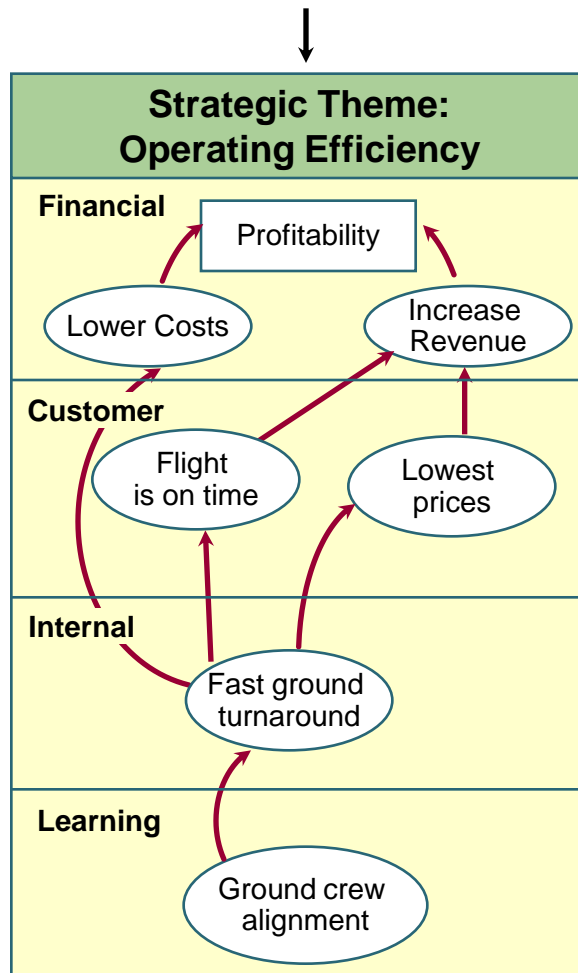 Strategic Theme:
Operating Efficiency
Financial
Profitability
Lower Costs
Increase
Revenue
Customer
Flight
is on time
Lowest
prices
Internal
Fast ground
turnaround
Learning
Ground crew
alignment